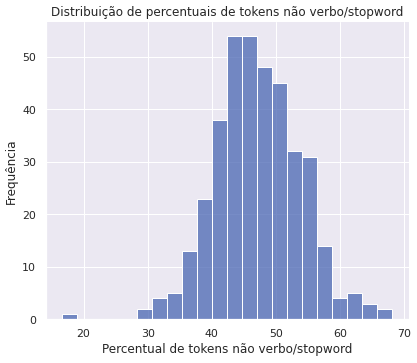 Distribuição de percentuais de tokens não verbo/stopword
Frequência
50
40
30
20
10
0
20 30 40 50 60 70
Percentual de tokens não verbo/stopword